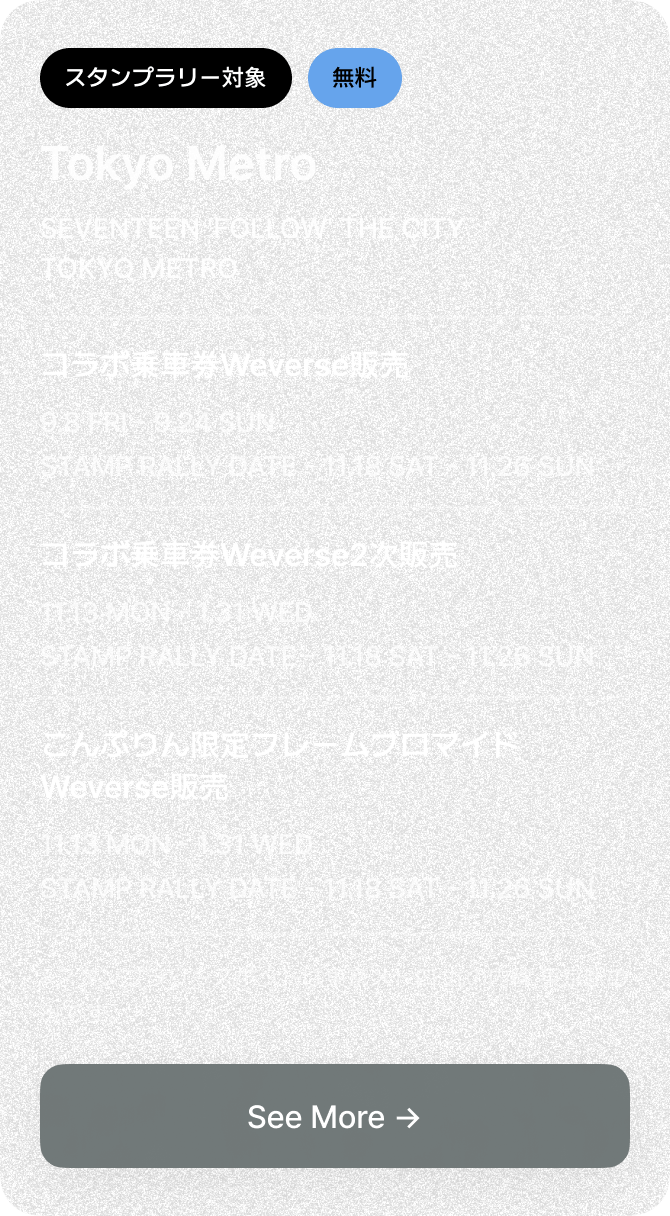 スタンプラリー対象
無料
Tokyo Metro
SEVENTEEN 'FOLLOW' THE CITY
TOKYO METRO
コラボ乗車券Weverse販売
9.8 FRI - 9.24 SUN
STAMP RALLY DATE - 11.18 SAT - 11.26 SUN
コラボ乗車券Weverse2次販売
11.13 MON - 1.31 WED
STAMP RALLY DATE - 11.18 SAT - 11.26 SUN
こんぷりん限定フレームブロマイド
Weverse販売
11.13 MON - 1.31 WED
STAMP RALLY DATE - 11.18 SAT - 11.26 SUN
See More →